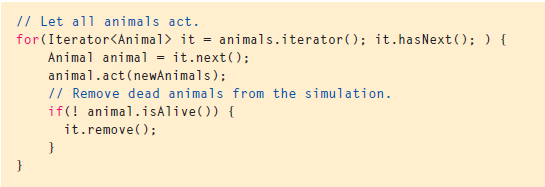 // Let all animals act.
for(Iterator<Animal> it = animals.iterator(); it.hasNext(); ) {
    Animal animal = it.next();
    animal.act(newAnimals);
    // Remove dead animals from the simulation.
    if(! animal.isAlive()) {
      it.remove();
    }
}